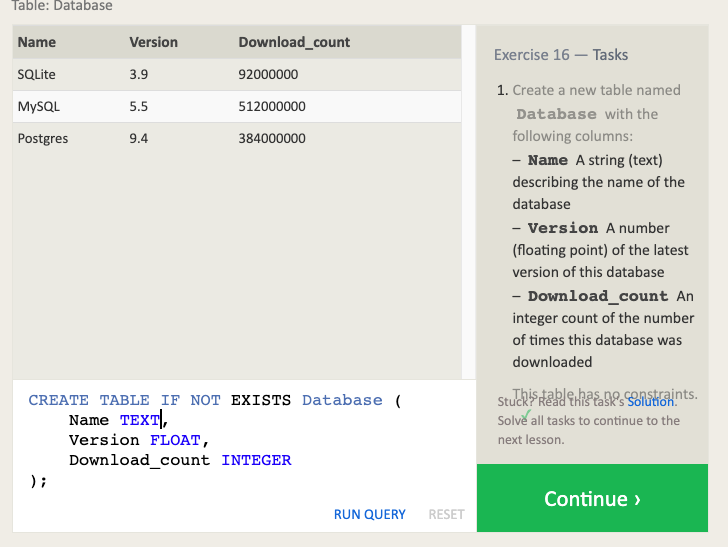 Table: Database
Name Version Download_count
SQLite 3.9 92000000
MySQL 5.5 512000000
Postgres 9.4 384000000
CREATE TABLE IF NOT EXISTS Database (
    Name TEXT,
    Version FLOAT,
    Download_count INTEGER
);
RUN QUERY RESET
Exercise 16 — Tasks
1. Create a new table named
Database with the
following columns:
– Name A string (text)
describing the name of the
database
– Version A number
(floating point) of the latest
version of this database
– Download_count An
integer count of the number
of times this database was
downloaded
This table has no constraints.
✓
Stuck? Read this task's Solution.
Solve all tasks to continue to the
next lesson.
Continue ›